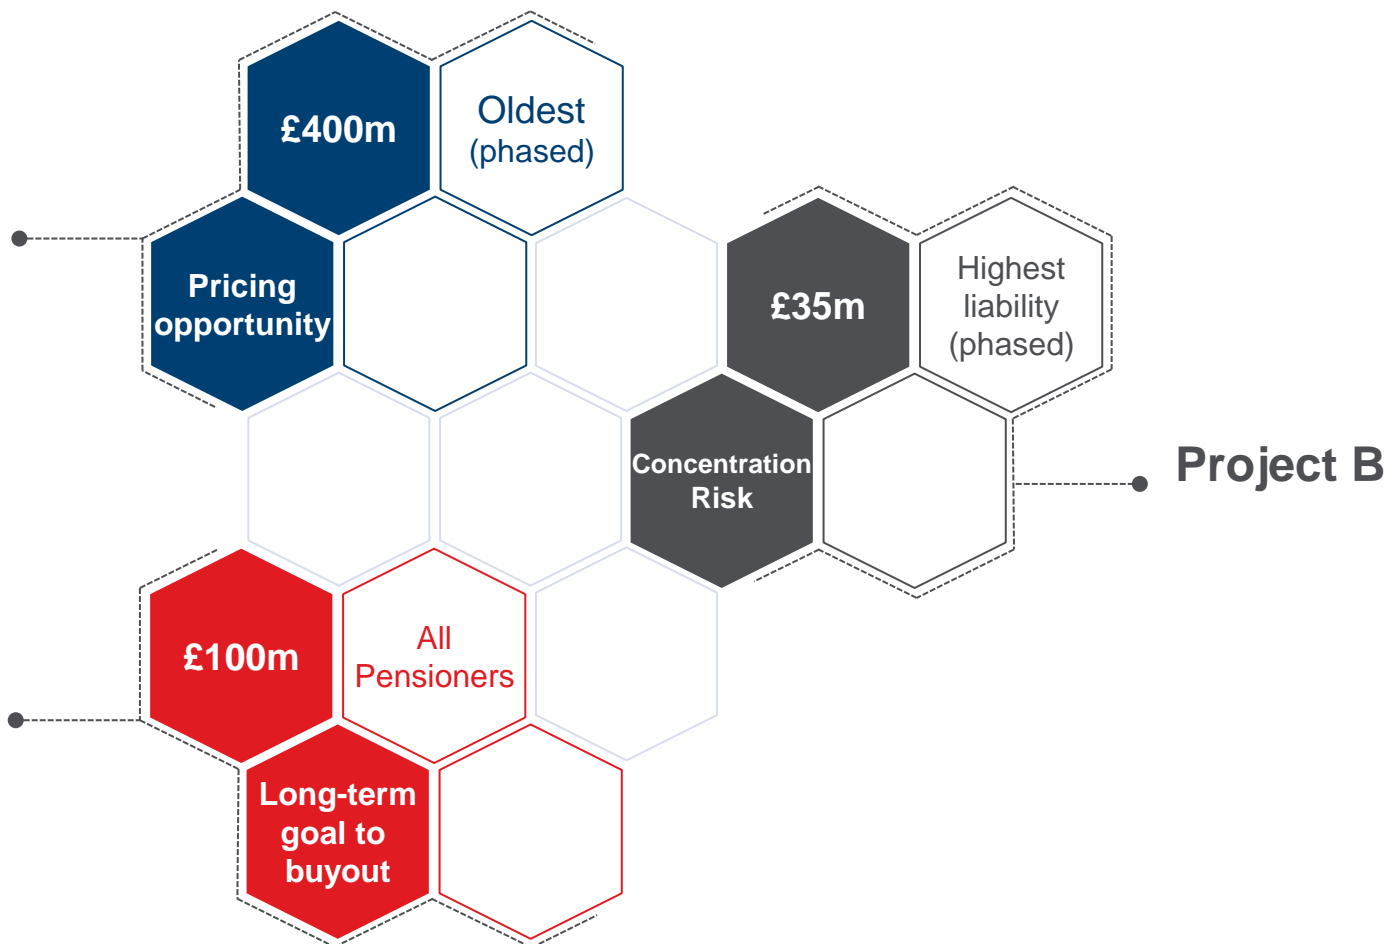 £400m
Oldest
(phased)
Pricing
opportunity
£35m
Highest
liability
(phased)
Concentration
Risk
Project B
£100m
All
Pensioners
Long-term
goal to
buyout